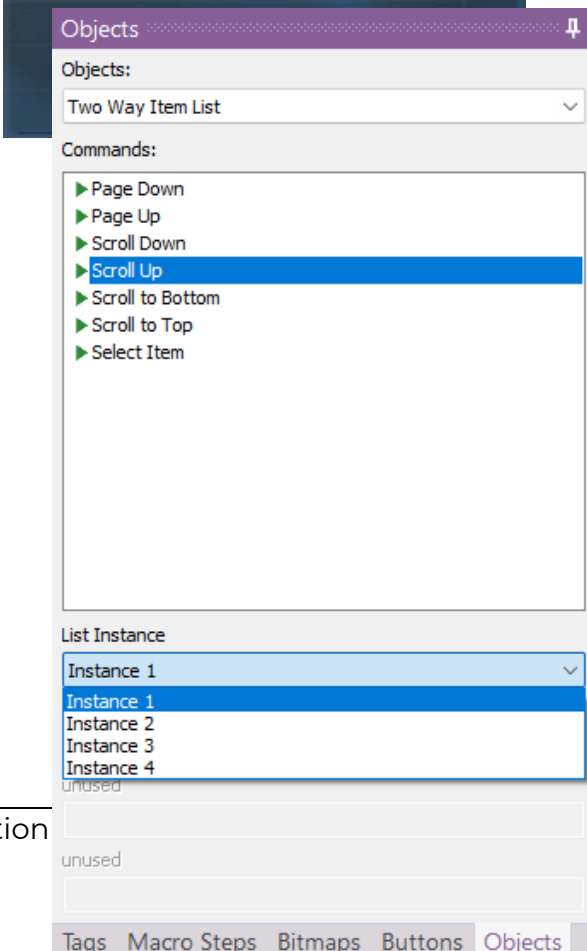 Objects
Objects:
Two Way Item List
Commands:
Page Down
Page Up
Scroll Down
Scroll Up
Scroll to Bottom
Scroll to Top
Select Item
List Instance
Instance 1
Instance 1
Instance 2
Instance 3
Instance 4
unused
tion
unused
Tags Macro Steps Bitmaps Buttons Objects